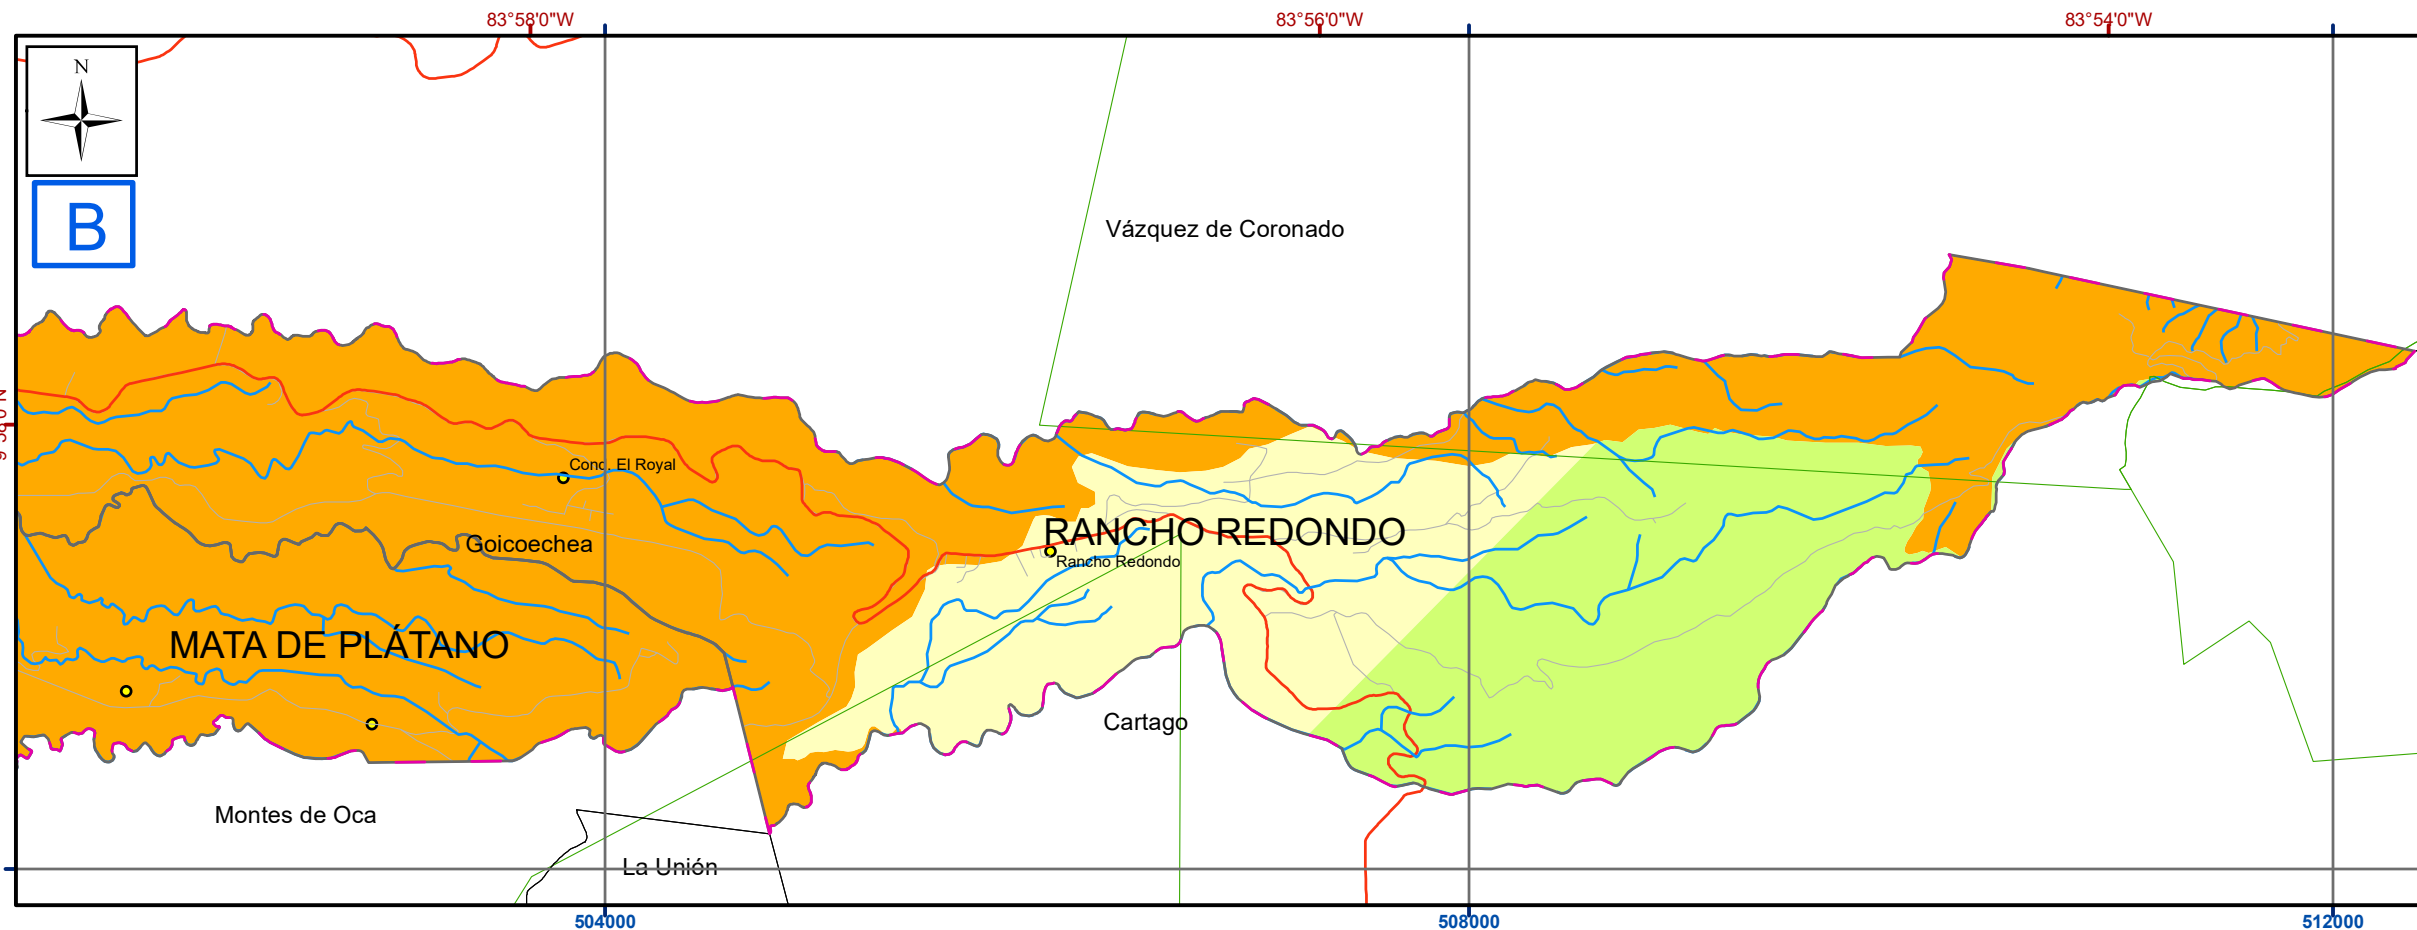 83°58'0"W
83°56'0"W
83°54'0"W
N
B
Vázquez de Coronado
Cond. El Royal
RANCHO REDONDO
Goicoechea
Rancho Redondo
MATA DE PLÁTANO
Cartago
Montes de Oca
La Unión
504000
508000
512000